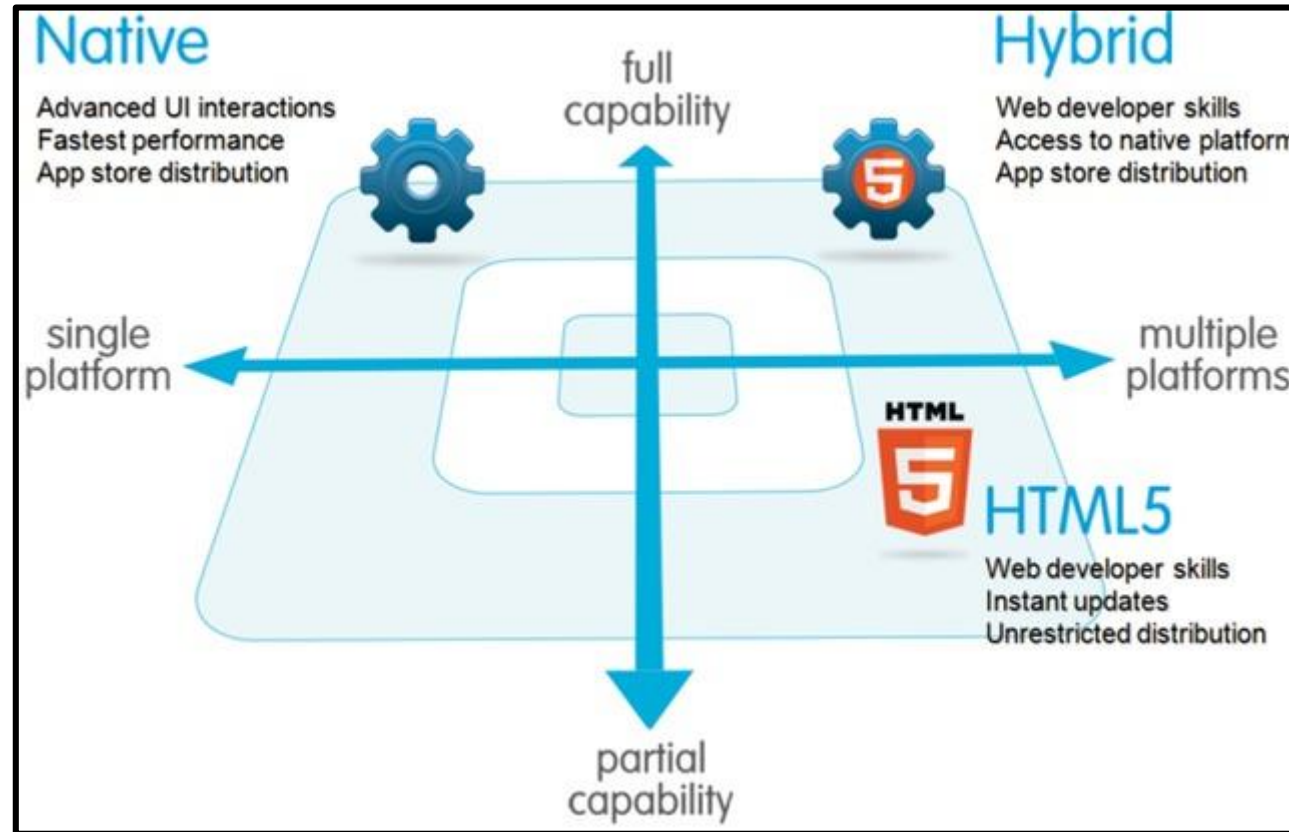 Native
Advanced UI interactions
Fastest performance
App store distribution
full
capability
Hybrid
Web developer skills
Access to native platform
App store distribution
5
single
platform
multiple
platforms
HTML
5
HTML5
Web developer skills
Instant updates
Unrestricted distribution
partial
capability